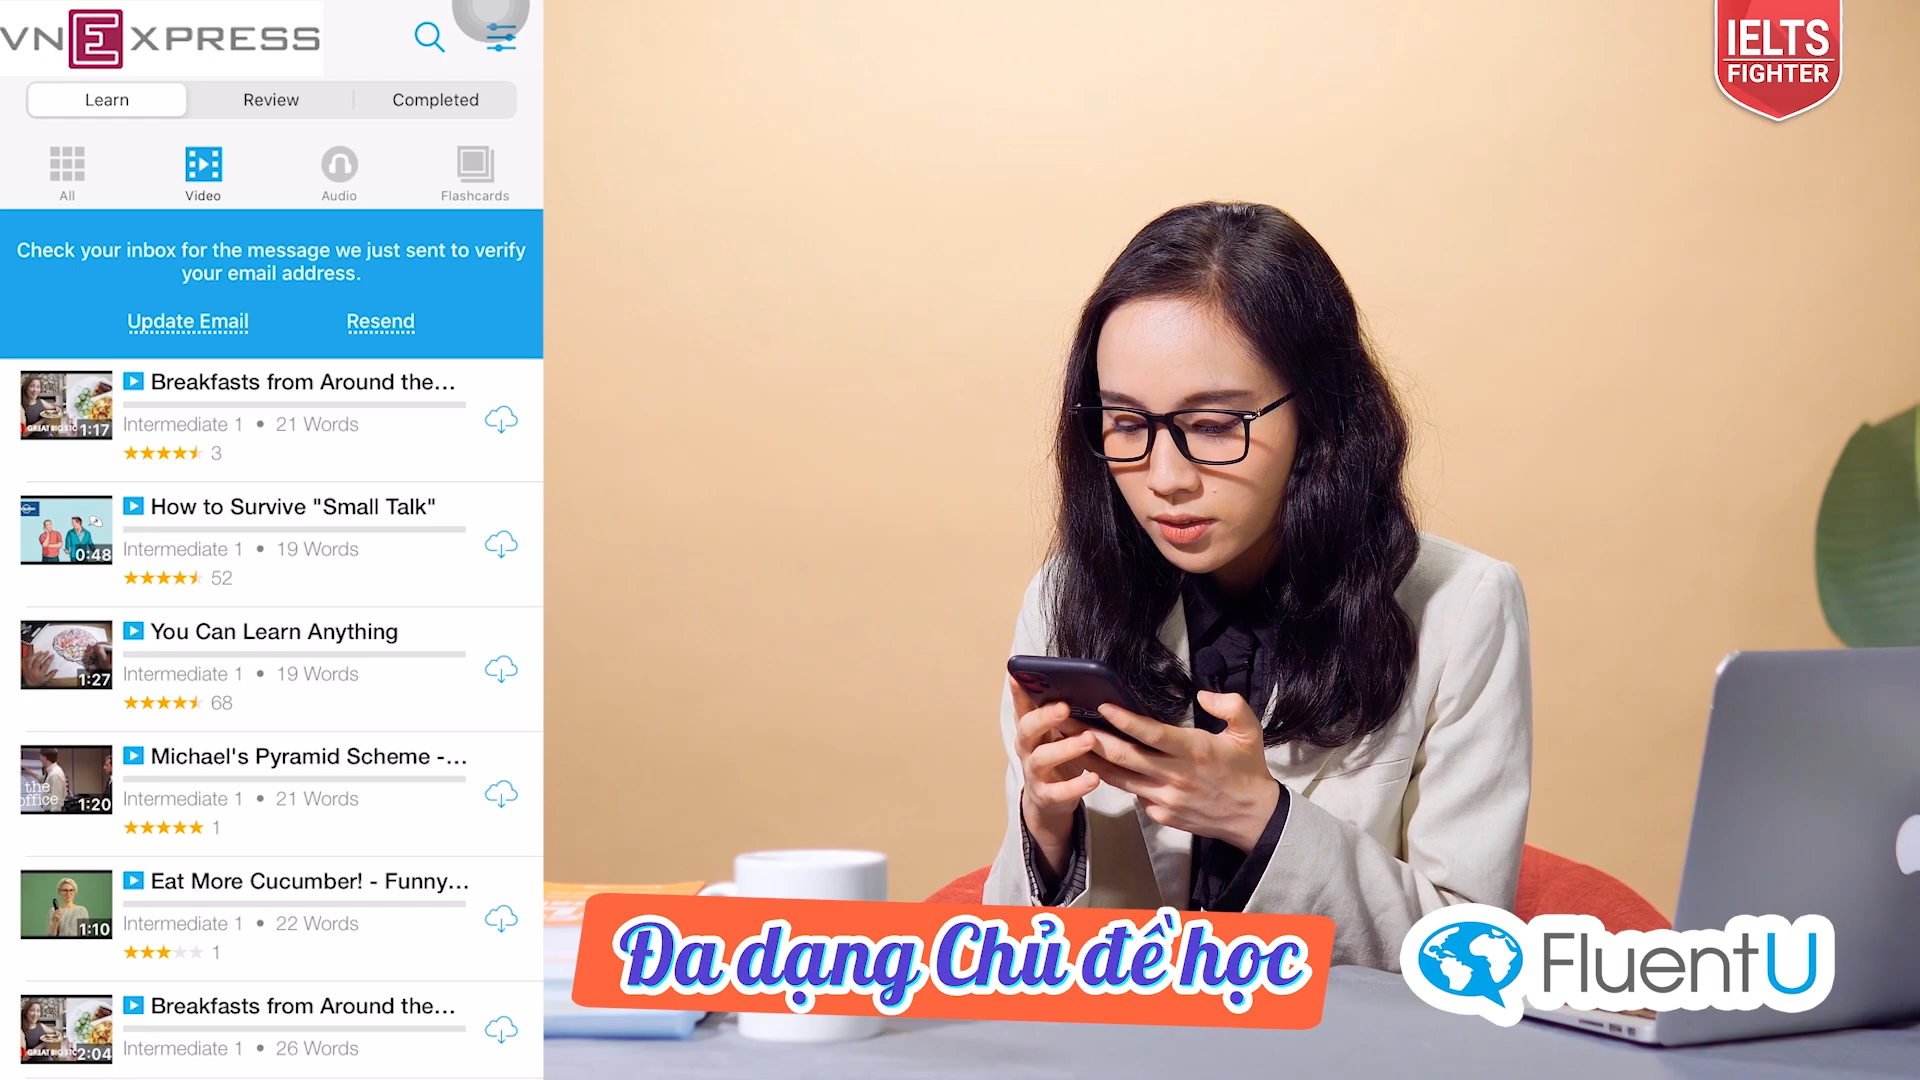 VNEXPRESS
IELTS
FIGHTER
Learn
Review
Completed
All
Video
Audio
Flashcards
Check your inbox for the message we just sent to verify
your email address.
Update Email
Resend
Breakfasts from Around the...
1:17
Intermediate 1 • 21 Words
3
How to Survive "Small Talk"
0:48
Intermediate 1 • 19 Words
52
You Can Learn Anything
1:27
Intermediate 1 • 19 Words
68
Michael's Pyramid Scheme -...
the
office
1:20
Intermediate 1 • 21 Words
1
Eat More Cucumber! - Funny...
1:10
Intermediate 1 • 22 Words
1
Breakfasts from Around the...
2:04
Intermediate 1 • 26 Words
Đa dạng Chủ đề học
FluentU